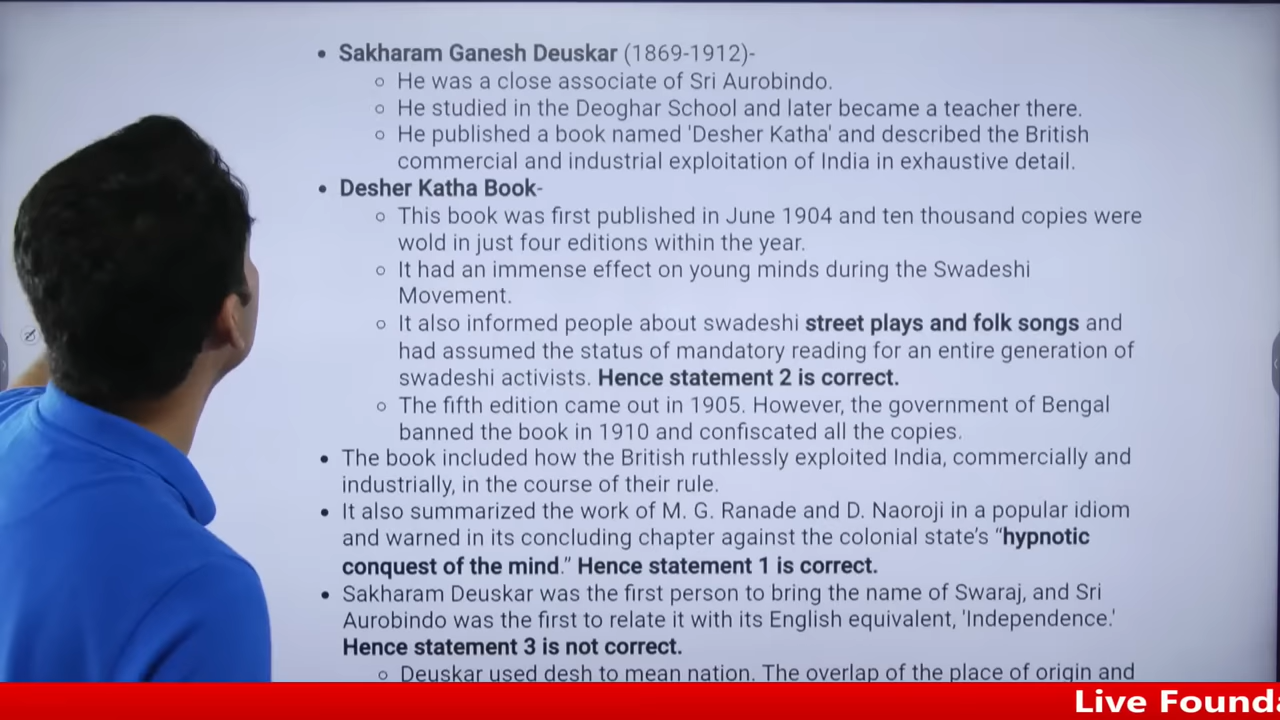 • Sakharam Ganesh Deuskar (1869-1912)-
○ He was a close associate of Sri Aurobindo.
○ He studied in the Deoghar School and later became a teacher there.
○ He published a book named 'Desher Katha' and described the British
commercial and industrial exploitation of India in exhaustive detail.
• Desher Katha Book-
○ This book was first published in June 1904 and ten thousand copies were
wold in just four editions within the year.
○ It had an immense effect on young minds during the Swadeshi
Movement.
○ It also informed people about swadeshi street plays and folk songs and
had assumed the status of mandatory reading for an entire generation of
swadeshi activists. Hence statement 2 is correct.
○ The fifth edition came out in 1905. However, the government of Bengal
banned the book in 1910 and confiscated all the copies.
• The book included how the British ruthlessly exploited India, commercially and
industrially, in the course of their rule.
• It also summarized the work of M. G. Ranade and D. Naoroji in a popular idiom
and warned in its concluding chapter against the colonial state's “hypnotic
conquest of the mind.” Hence statement 1 is correct.
• Sakharam Deuskar was the first person to bring the name of Swaraj, and Sri
Aurobindo was the first to relate it with its English equivalent, 'Independence.'
Hence statement 3 is not correct.
○ Deuskar used desh to mean nation. The overlap of the place of origin and
Live Founda